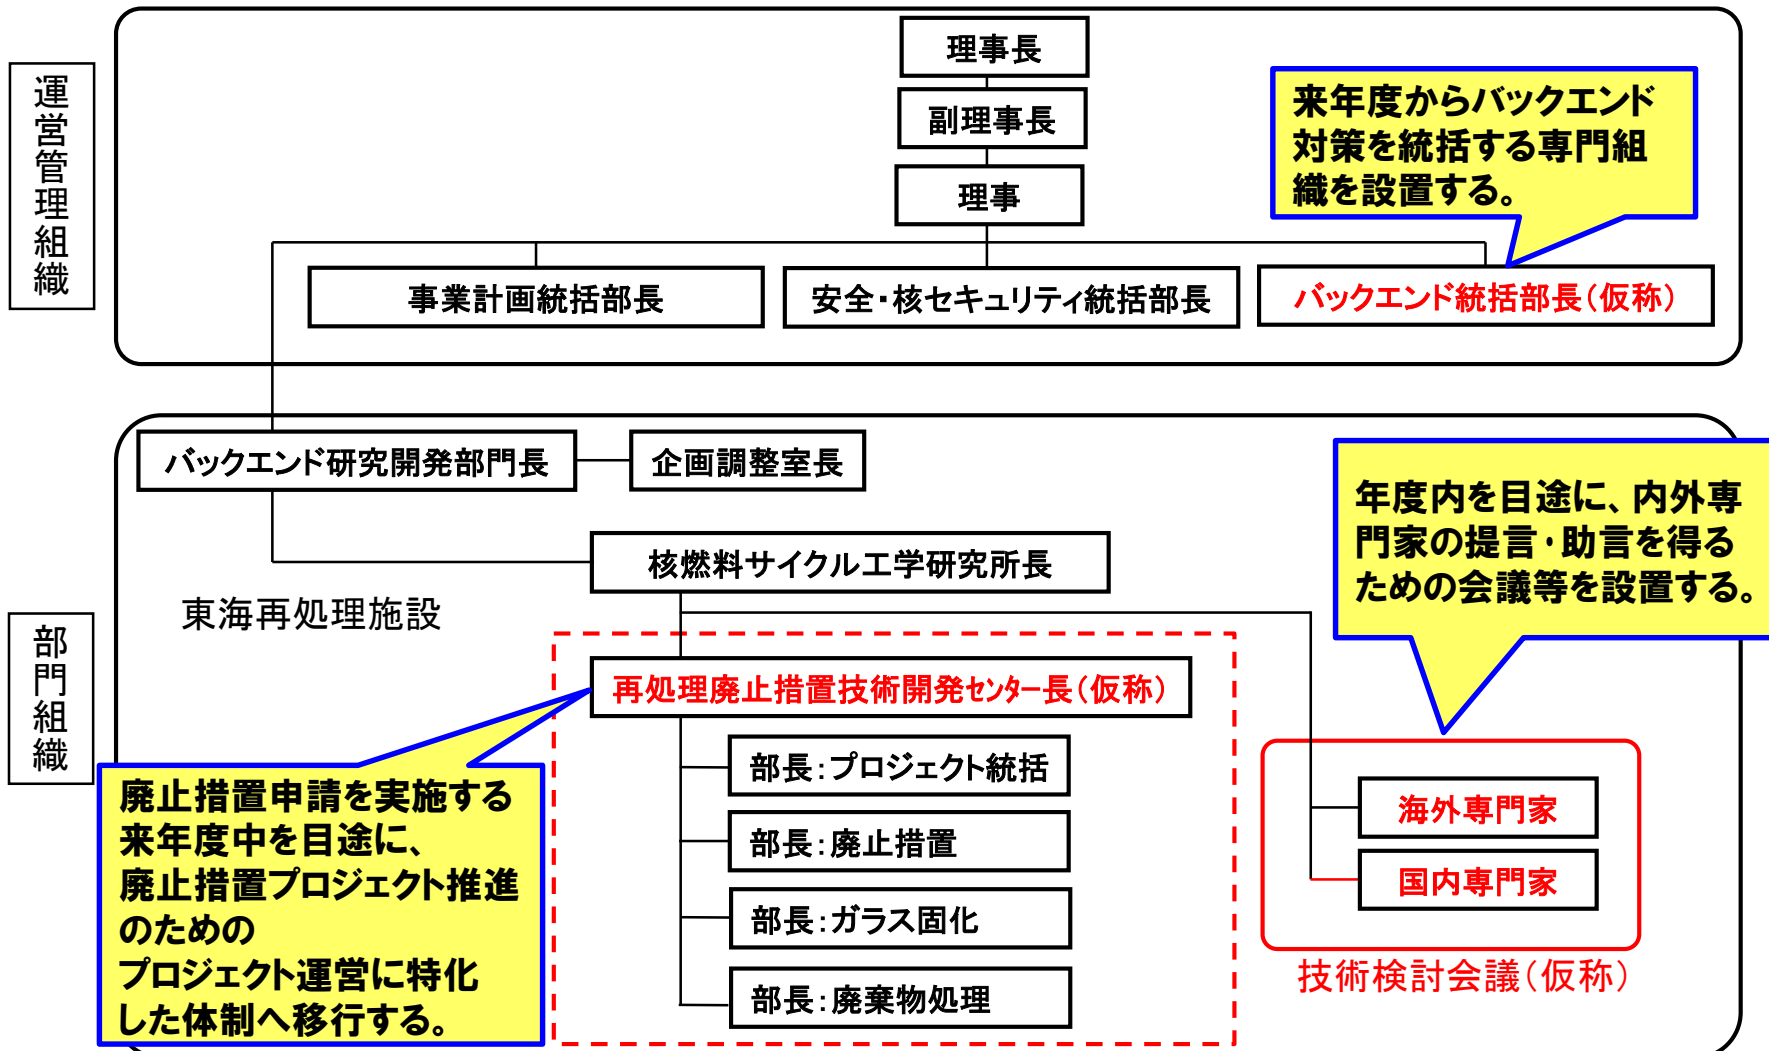 運営管理組織
理事長
副理事長
理事
来年度からバックエンド
対策を統括する専門組
織を設置する。
事業計画統括部長
安全・核セキュリティ統括部長
バックエンド統括部長(仮称)
部門組織
バックエンド研究開発部門長
企画調整室長
核燃料サイクル工学研究所長
東海再処理施設
年度内を目途に、内外専
門家の提言・助言を得る
ための会議等を設置する。
再処理廃止措置技術開発センター長(仮称)
部長:プロジェクト統括
部長:廃止措置
部長:ガラス固化
部長:廃棄物処理
廃止措置申請を実施する
来年度中を目途に、
廃止措置プロジェクト推進
のための
プロジェクト運営に特化
した体制へ移行する。
海外専門家
国内専門家
技術検討会議(仮称)